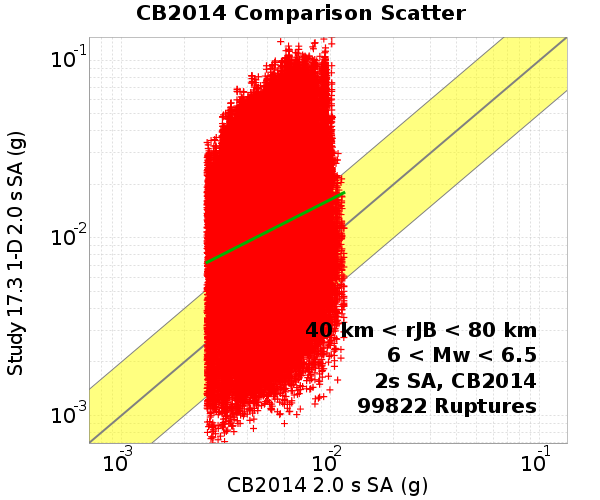 CB2014 Comparison Scatter
Study 17.3 1-D 2.0 s SA (g)
10-1
10-2
10-3
40 km < rJB < 80 km
6 < Mw < 6.5
2s SA, CB2014
99822 Ruptures
10-3 10-2 10-1
CB2014 2.0 s SA (g)